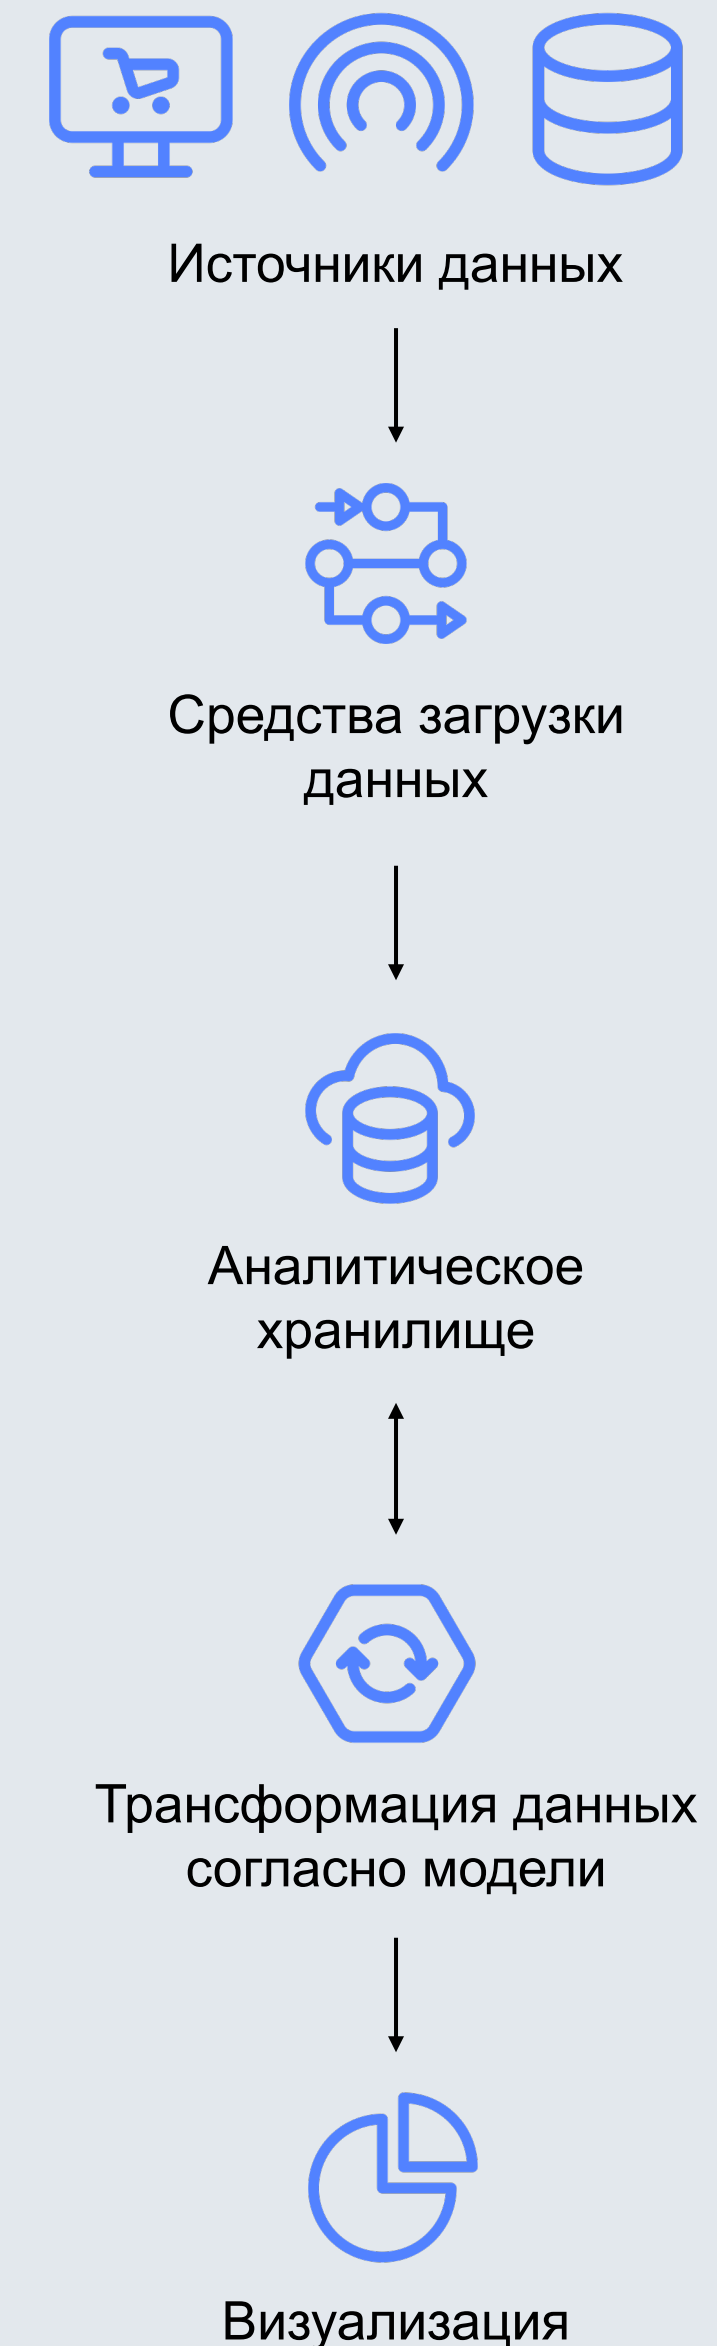 Источники данных
Средства загрузки
данных
Аналитическое
хранилище
Трансформация данных
согласно модели
Визуализация